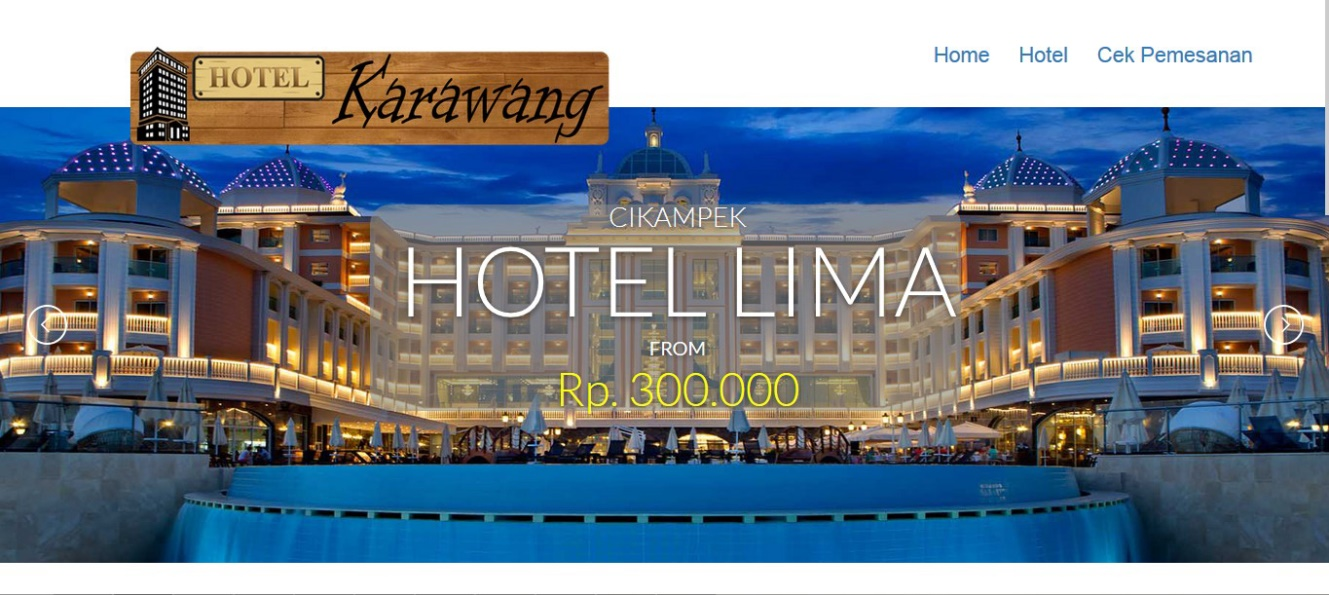 HOTEL Karawang
Home Hotel Cek Pemesanan
CIKAMPEK
HOTEL LIMA
FROM
Rp. 300.000